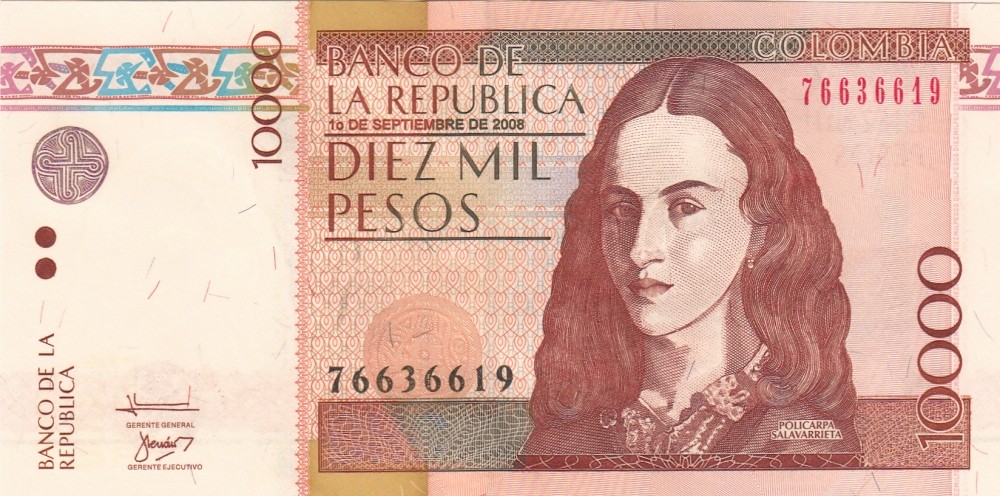 10000
BANCO DE
LA REPUBLICA
1o DE SEPTIEMBRE DE 2008
DIEZ MIL
PESOS
COLOMBIA
76636619
76636619
10000
POLICARPA
SALAVARRIETA
BANCO DE LA
REPUBLICA
GERENTE GENERAL
GERENTE EJECUTIVO